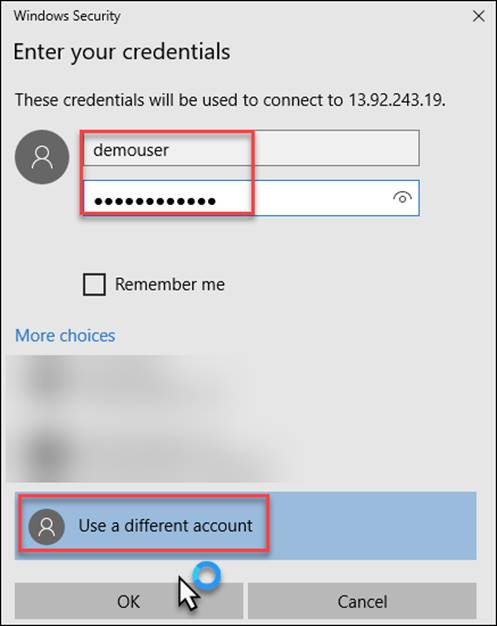 Windows Security
Enter your credentials
These credentials will be used to connect to 13.92.243.19.
demouser
●●●●●●●●●●●●
Remember me
More choices
Use a different account
OK Cancel